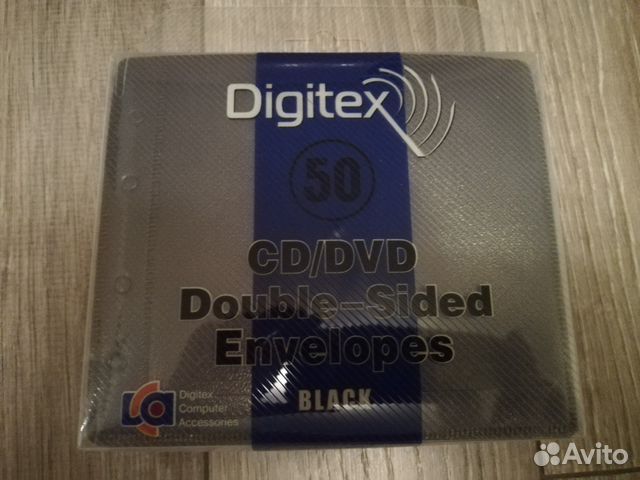 Digitex
50
CD/DVD
Double-Sided
Envelopes
BLACK
Digitex
Computer
Accessories
Avito